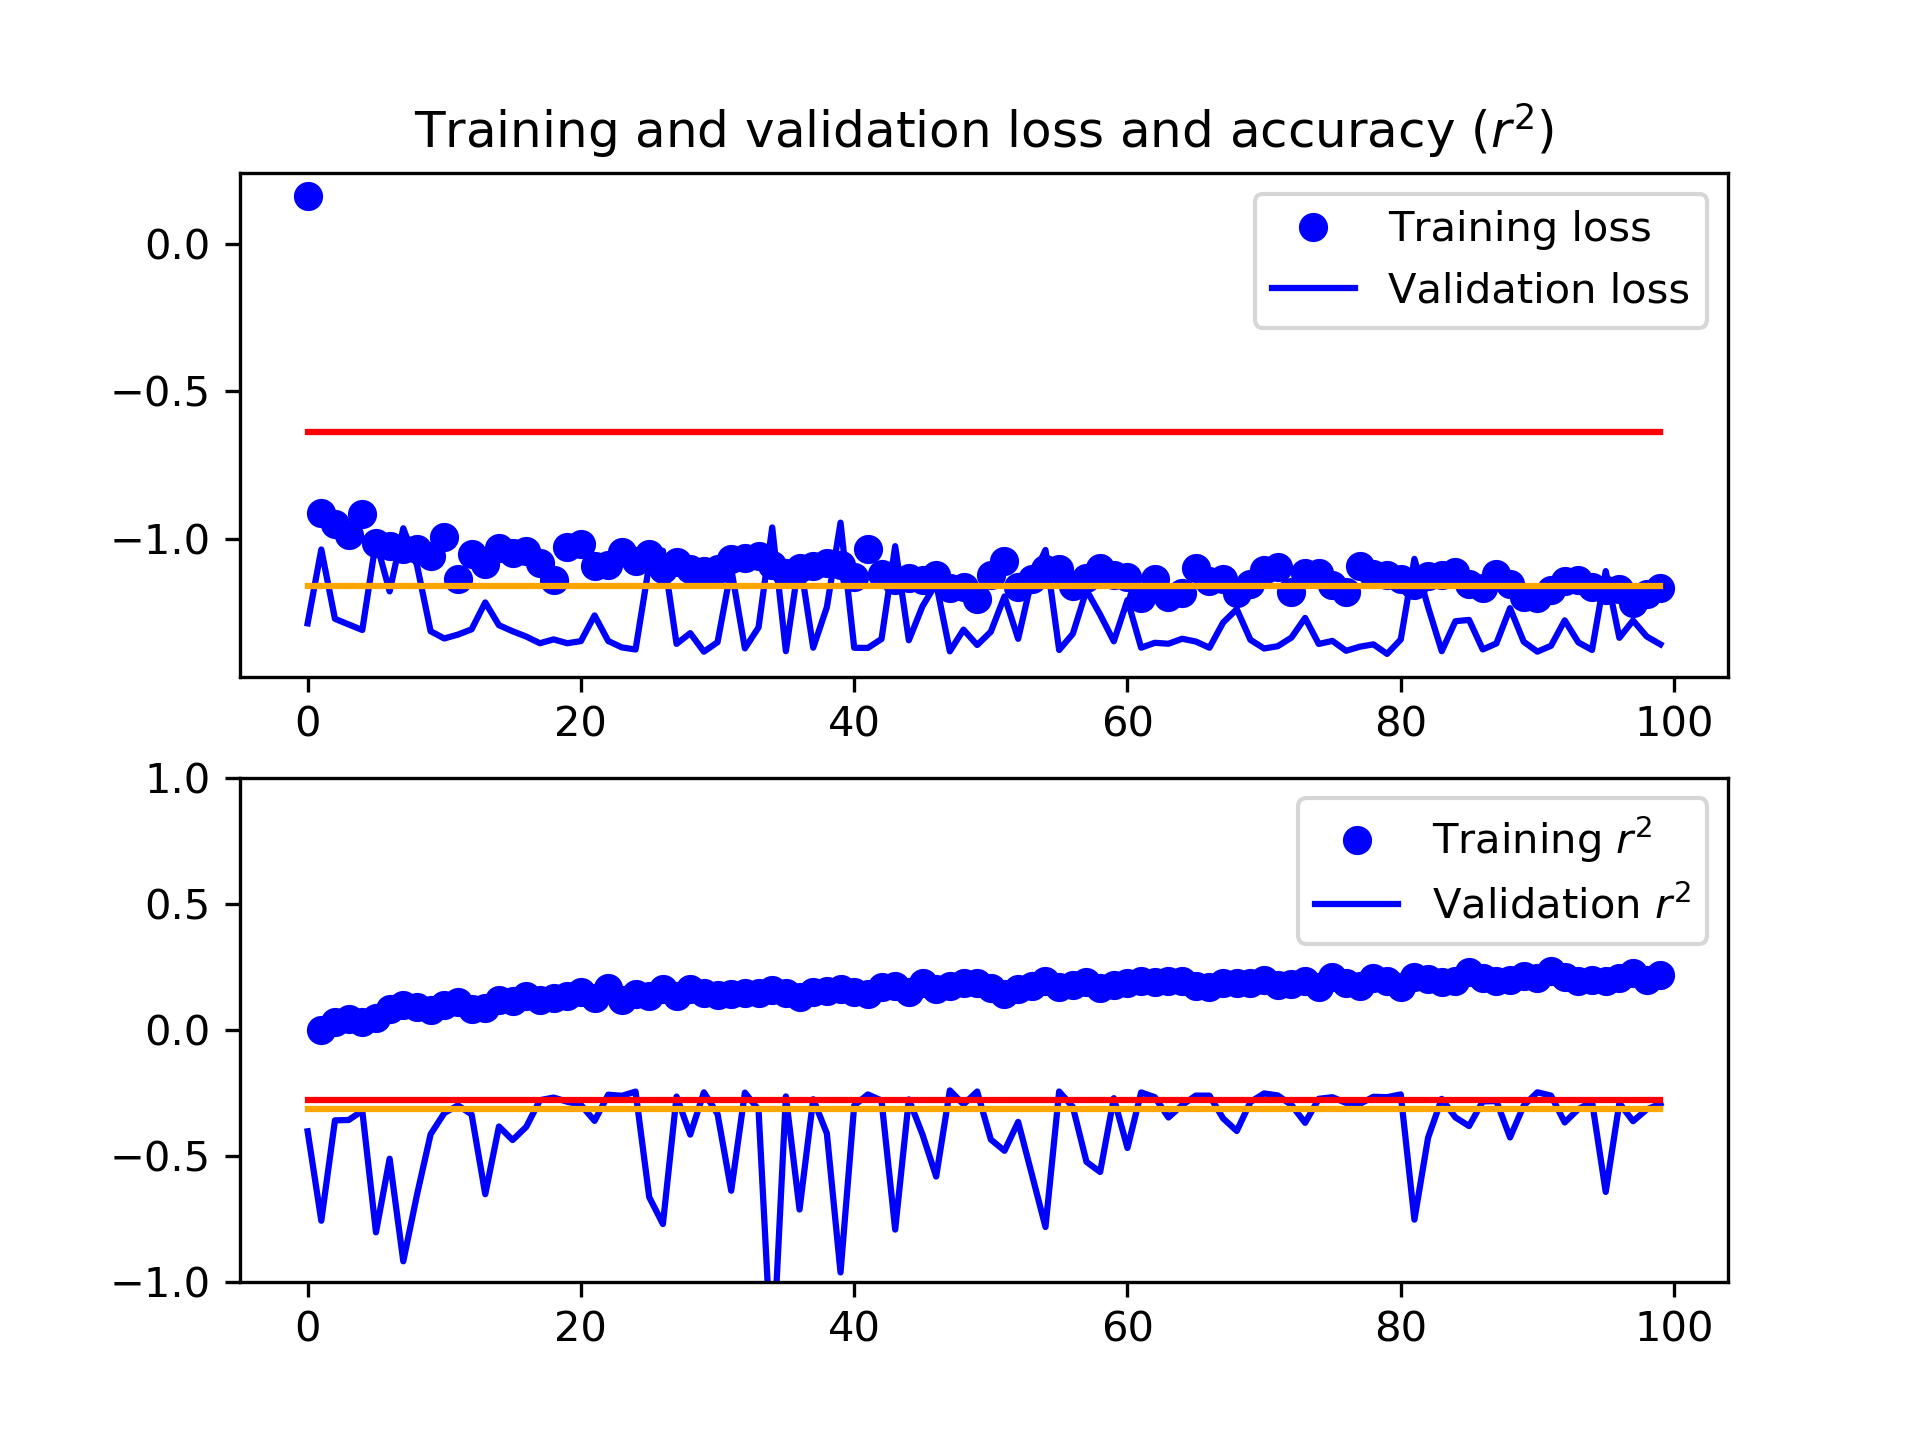 Training and validation loss and accuracy (r²)
0.0
−0.5
−1.0
Training loss
Validation loss
0 20 40 60 80 100
1.0
0.5
0.0
−0.5
−1.0
Training r²
Validation r²
0 20 40 60 80 100